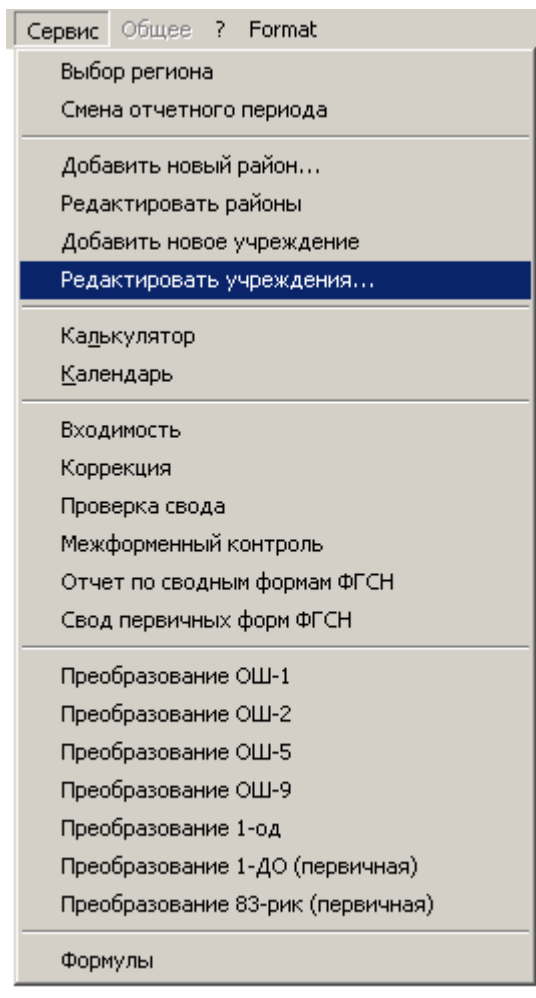 Сервис Общее ? Format
Выбор региона
Смена отчетного периода
Добавить новый район...
Редактировать районы
Добавить новое учреждение
Редактировать учреждения...
Калькулятор
Календарь
Входимость
Коррекция
Проверка свода
Межформенный контроль
Отчет по сводным формам ФГСН
Свод первичных форм ФГСН
Преобразование ОШ-1
Преобразование ОШ-2
Преобразование ОШ-5
Преобразование ОШ-9
Преобразование 1-од
Преобразование 1-ДО (первичная)
Преобразование 83-рик (первичная)
Формулы